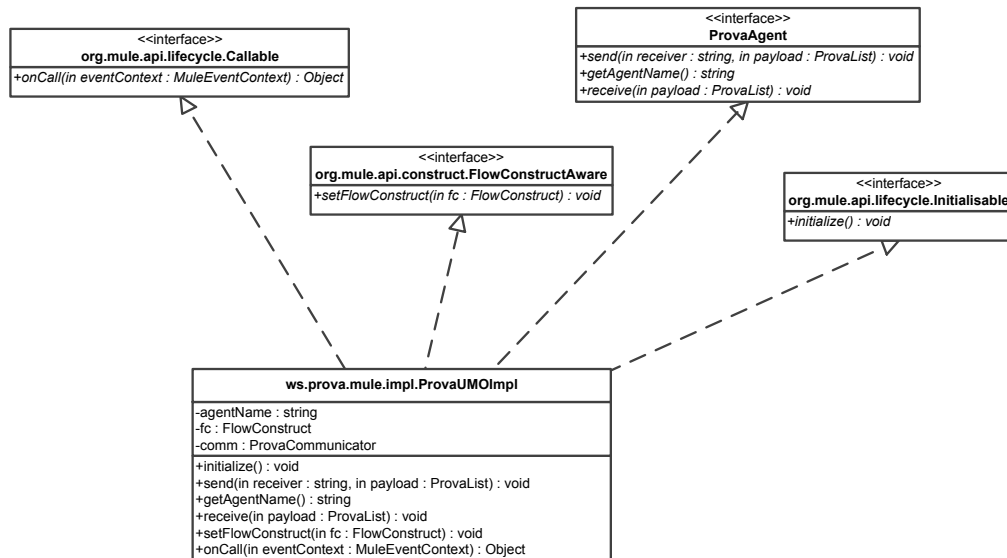 <<interface>>
org.mule.api.lifecycle.Callable
+onCall(in eventContext : MuleEventContext) : Object
<<interface>>
ProvaAgent
+send(in receiver : string, in payload : ProvaList) : void
+getAgentName() : string
+receive(in payload : ProvaList) : void
<<interface>>
org.mule.api.construct.FlowConstructAware
+setFlowConstruct(in fc : FlowConstruct) : void
<<interface>>
org.mule.api.lifecycle.Initialisable
+initialize() : void
ws.prova.mule.impl.ProvaUMOImpl
-agentName : string
-fc : FlowConstruct
-comm : ProvaCommunicator
+initialize() : void
+send(in receiver : string, in payload : ProvaList) : void
+getAgentName() : string
+receive(in payload : ProvaList) : void
+setFlowConstruct(in fc : FlowConstruct) : void
+onCall(in eventContext : MuleEventContext) : Object